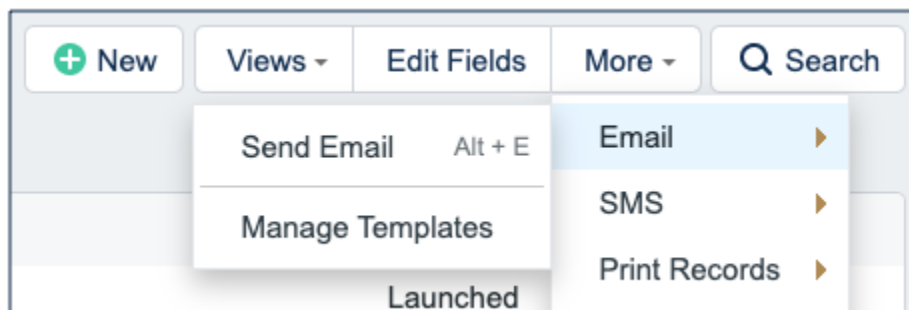 New Views Edit Fields More Search
Send Email Alt + E
Manage Templates
Email
SMS
Print Records
Launched